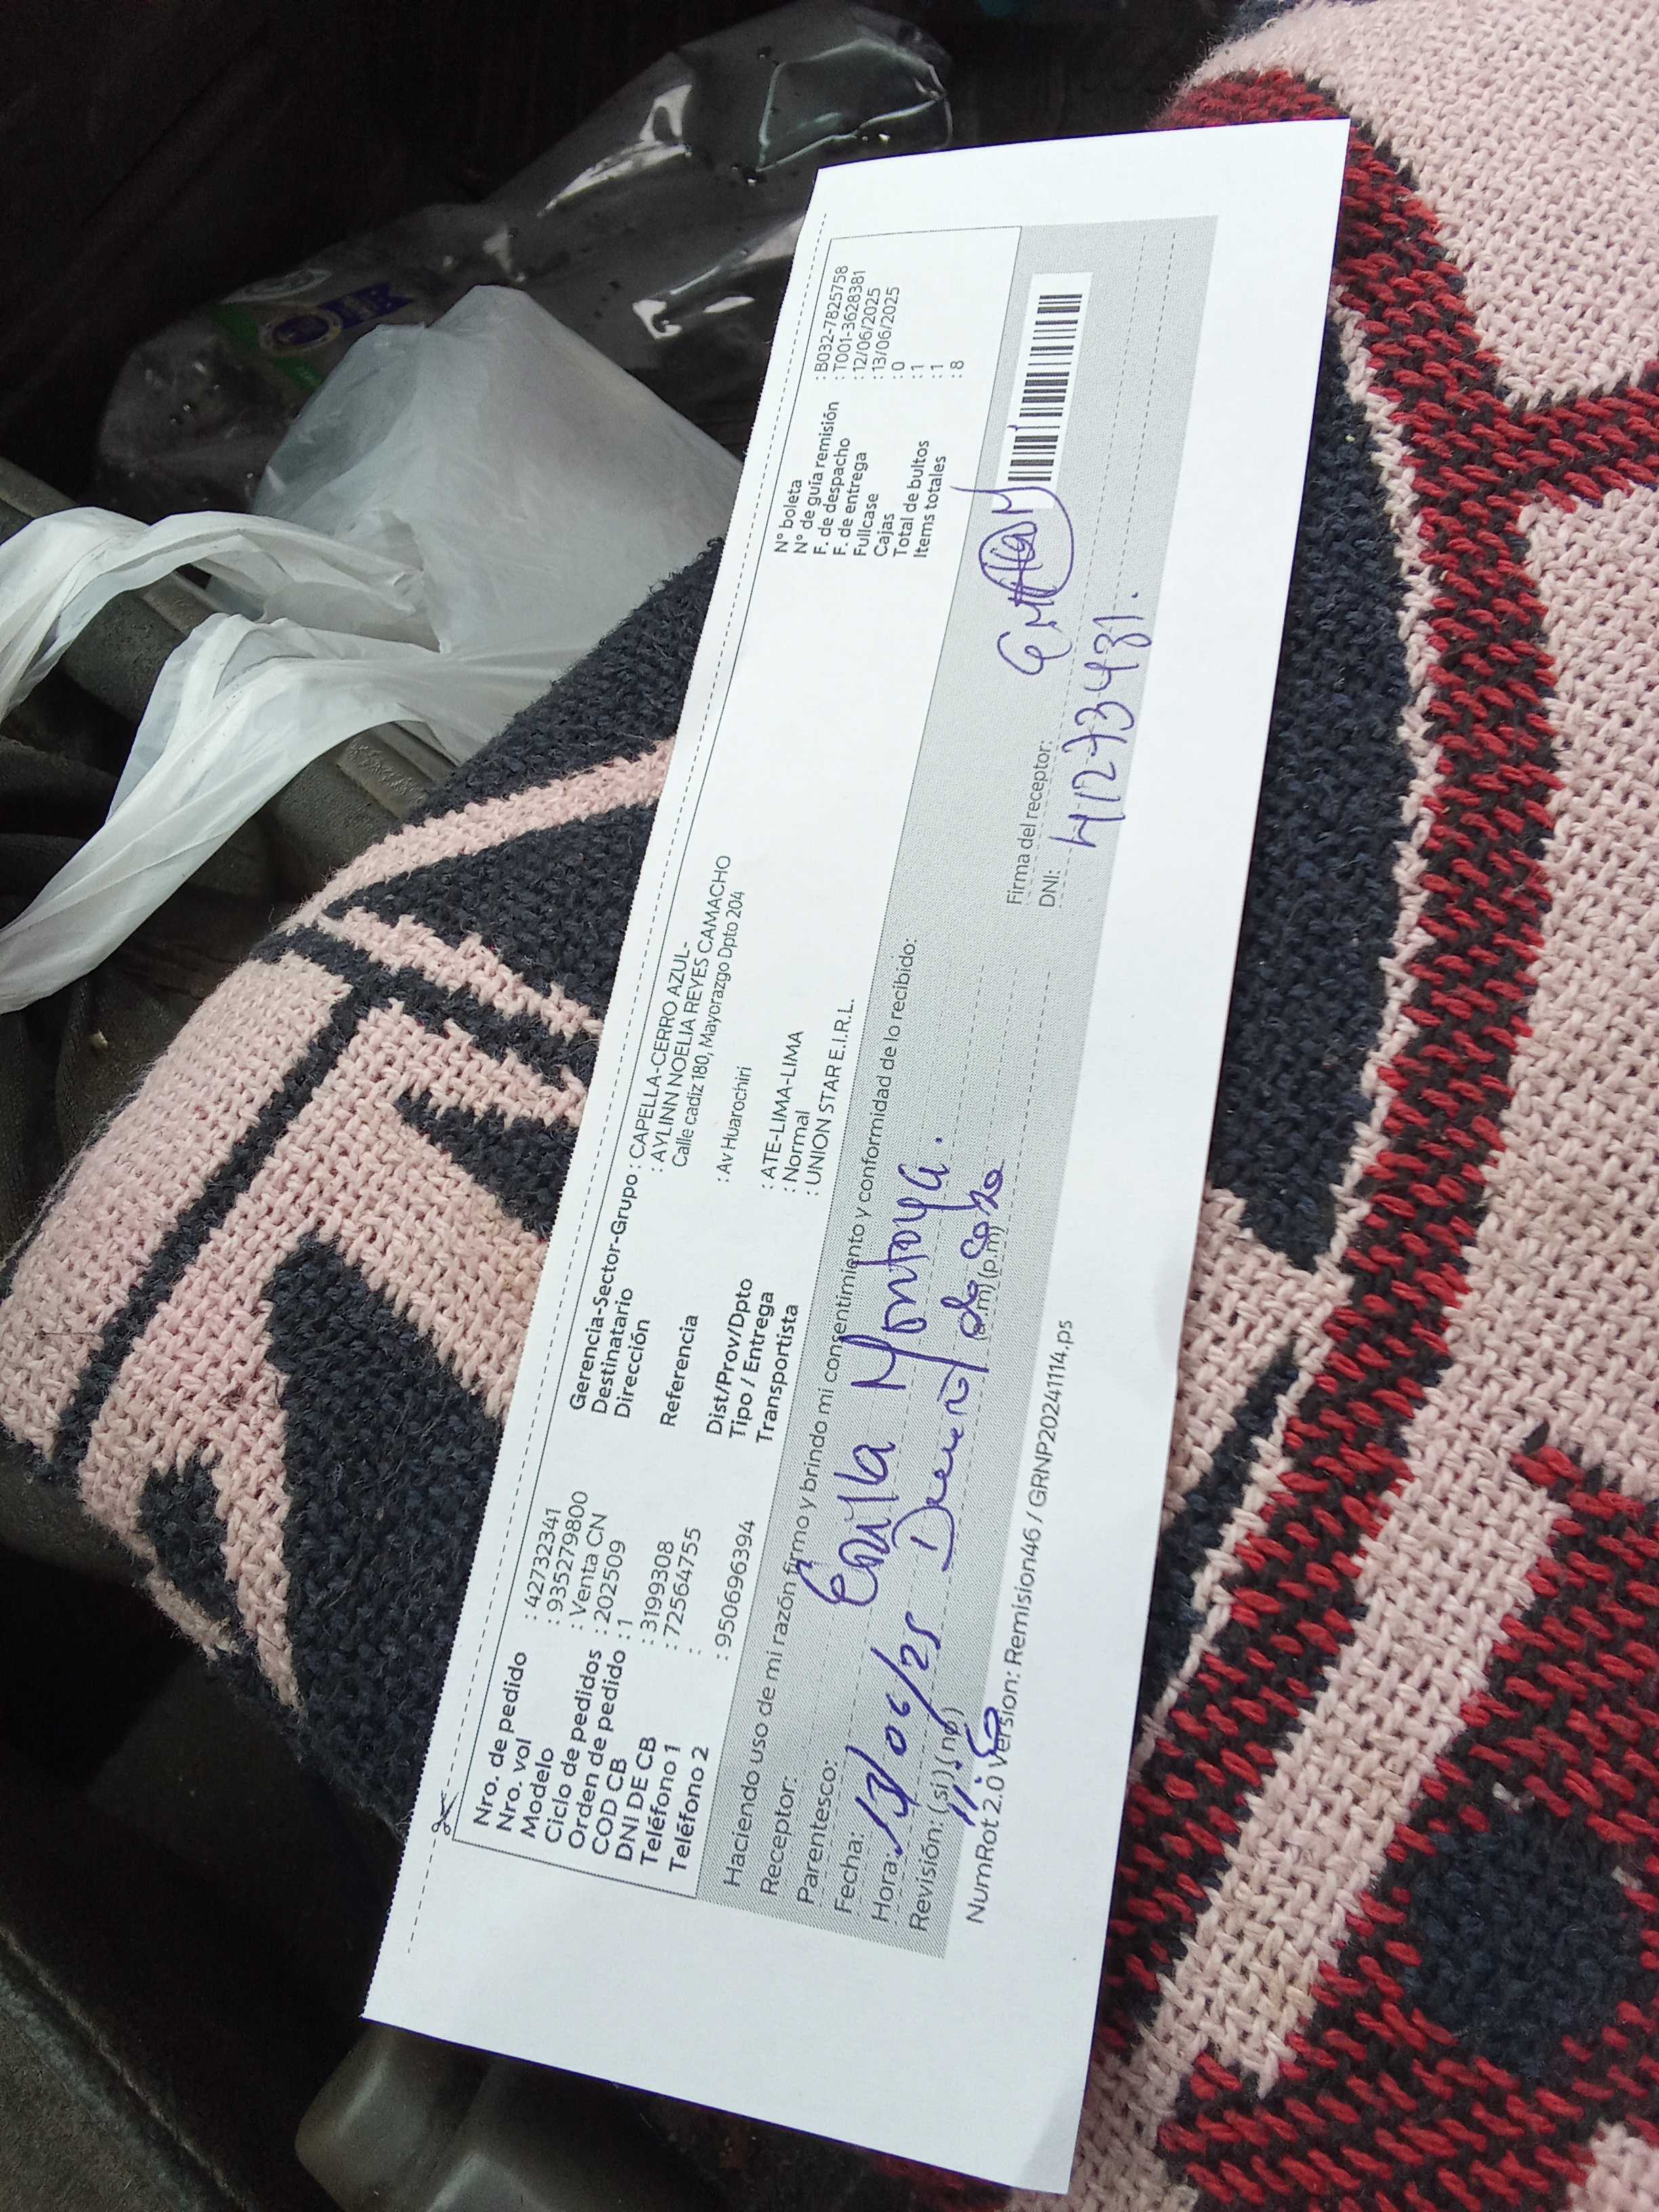 Nro. de pedido : 42732341
Nro. vol : 9352279800
Modelo : Venta CN
Ciclo de pedidos : 202509
Orden de pedido : 1
COD CB : 3199308
DNI DE CB : 72564755
Teléfono 1 :
Teléfono 2 : 950696394
Gerencia-Sector-Grupo : CAPELLA-CERRO AZUL-
Destinatario : AYLINN NOELIA REYES CAMACHO
Dirección Calle cadiz 180, Mayorazgo Dpto 204
Referencia : Av Huarochiri
Dist/Prov/Dpto : ATE-LIMA-LIMA
Tipo / Entrega : Normal
Transportista : UNION STAR E.I.R.L.
N° boleta : B032-7825758
N° de guía remisión : T001-3628381
F. de despacho : 12/06/2025
F. de entrega : 13/06/2025
Fullcase : 0
Cajas : 1
Total de bultos : 1
Items totales : 8
Haciendo uso de mi razón firmo y brindo mi consentimiento y conformidad de lo recibido:
Receptor: Montoya.
Parentesco:
Fecha: 13/06/25
Hora: (a.m) (p.m)
Revisión: (si) (no)
Firma del receptor:
DNI: 41273431.
NumRot 2.0 Version: Remision46 / GRNP20241114.ps